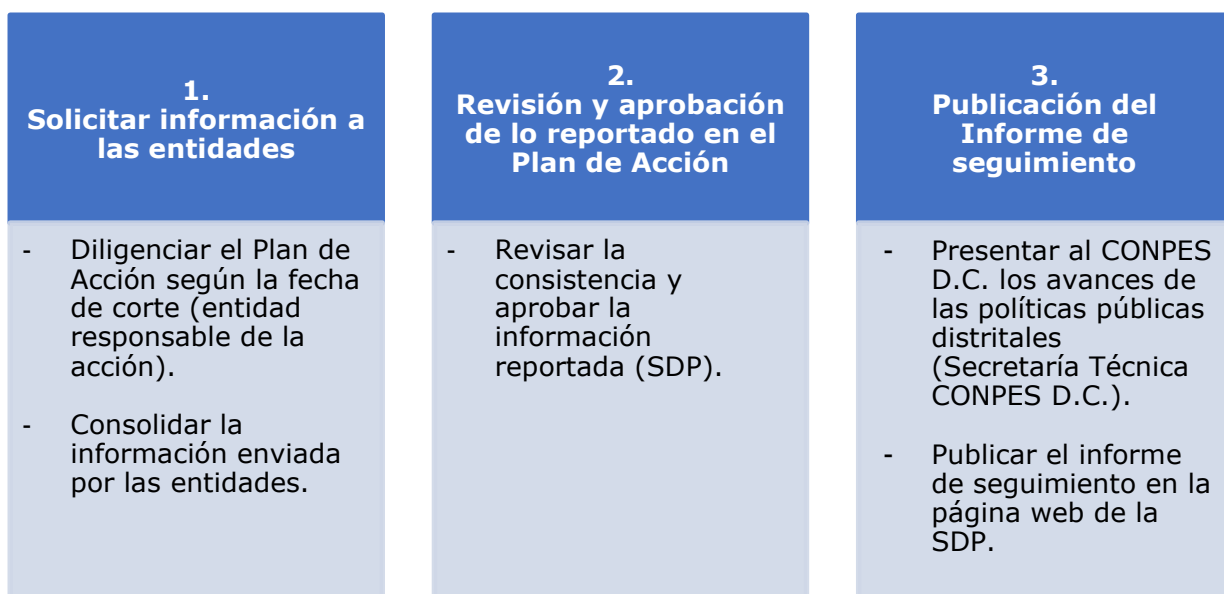 1.
Solicitar información a
las entidades
- Diligenciar el Plan de
Acción según la fecha
de corte (entidad
responsable de la
acción).
- Consolidar la
información enviada
por las entidades.
2.
Revisión y aprobación
de lo reportado en el
Plan de Acción
- Revisar la
consistencia y
aprobar la
información
reportada (SDP).
3.
Publicación del
Informe de
seguimiento
- Presentar al CONPES
D.C. los avances de
las políticas públicas
distritales
(Secretaría Técnica
CONPES D.C.).
- Publicar el informe
de seguimiento en la
página web de la
SDP.